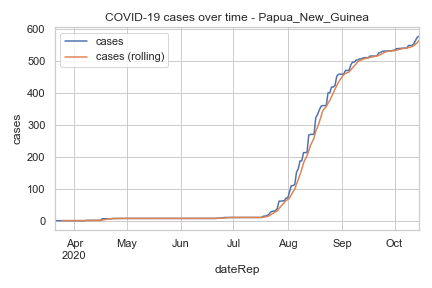 COVID-19 cases over time - Papua_New_Guinea
cases
cases (rolling)
600
500
400
300
200
100
0
cases
Apr
2020
May
Jun
Jul
Aug
Sep
Oct
dateRep